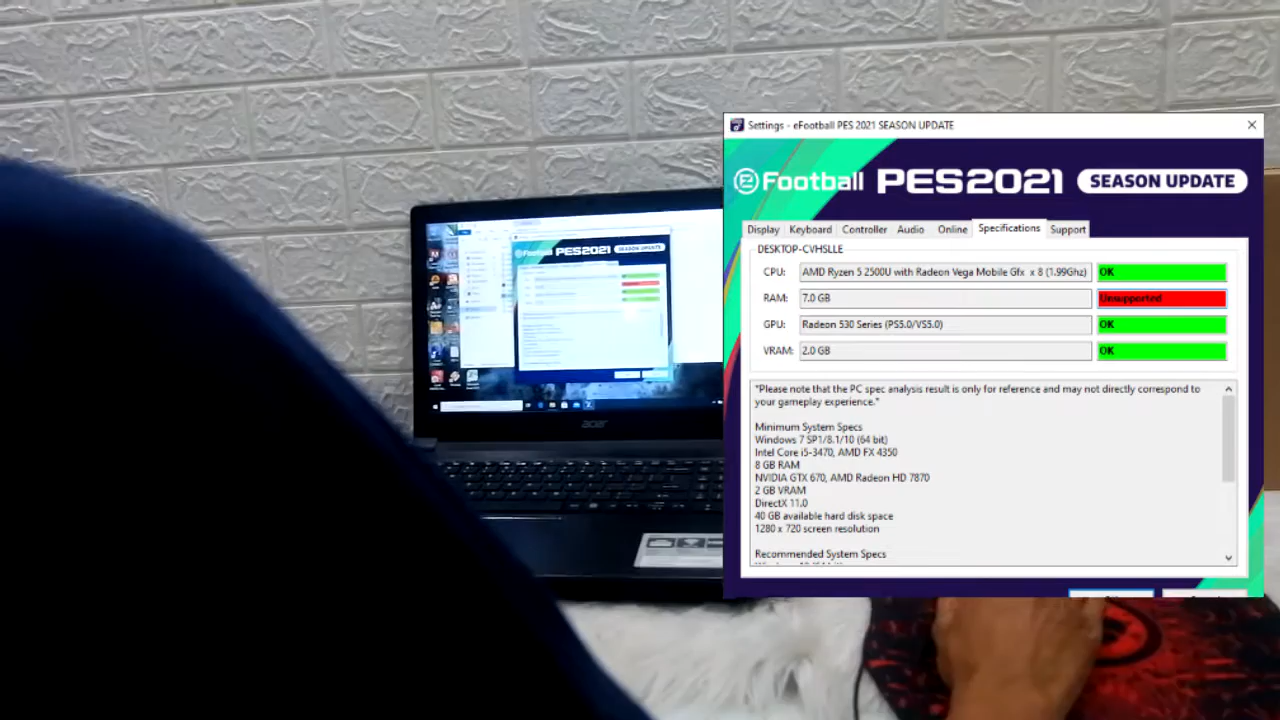 Settings - eFootball PES 2021 SEASON UPDATE
eFootball PES2021 SEASON UPDATE
Display Keyboard Controller Audio Online Specifications Support
DESKTOP-CVHSLLE
CPU: AMD Ryzen 5 2500U with Radeon Vega Mobile Gfx x 8 (1.99Ghz) OK
RAM: 7.0 GB Unsupported
GPU: Radeon 530 Series (PS5.0/VS5.0) OK
VRAM: 2.0 GB OK
"Please note that the PC spec analysis result is only for reference and may not directly correspond to
your gameplay experience."
Minimum System Specs
Windows 7 SP1/8.1/10 (64 bit)
Intel Core i5-3470, AMD FX 4350
8 GB RAM
NVIDIA GTX 670, AMD Radeon HD 7870
2 GB VRAM
DirectX 11.0
40 GB available hard disk space
1280 x 720 screen resolution
Recommended System Specs
Football PES2021 SEASON UPDATE
acer